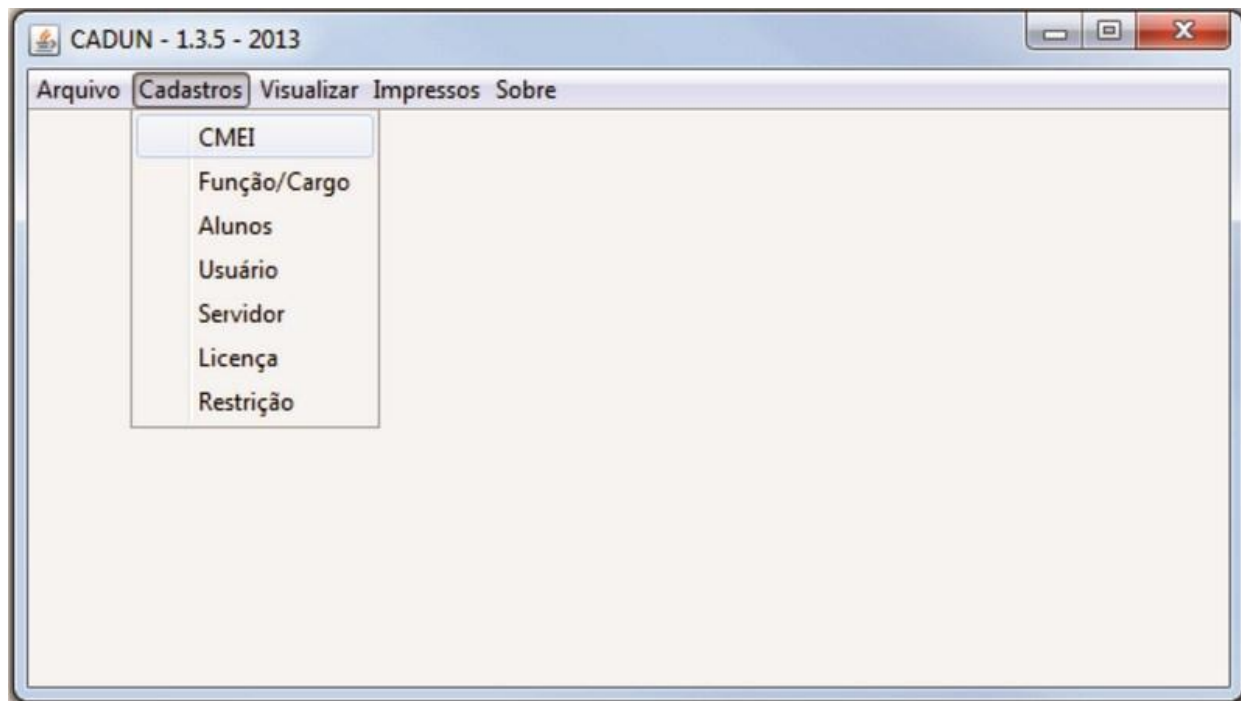 CADUN - 1.3.5 - 2013
Arquivo Cadastros Visualizar Impressos Sobre
CMEI
Função/Cargo
Alunos
Usuário
Servidor
Licença
Restrição